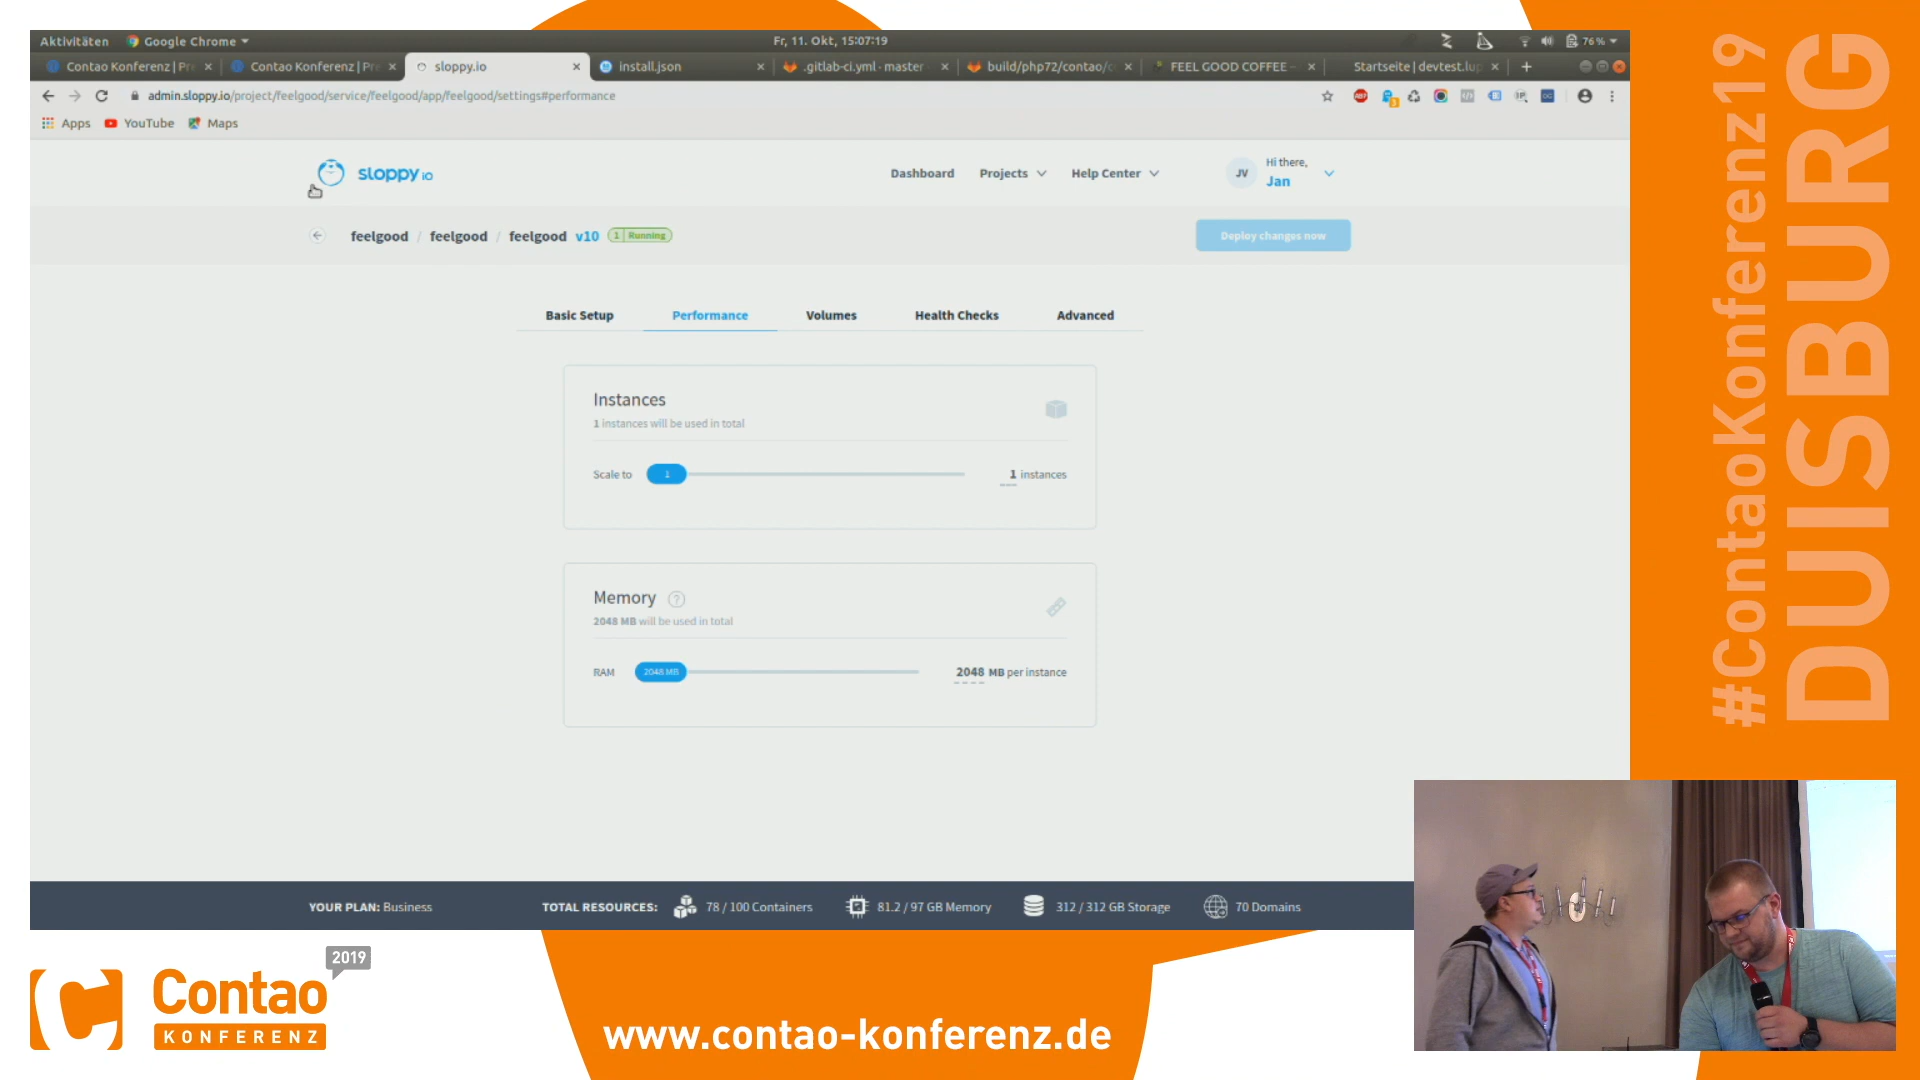 Aktivitäten Google Chrome Fr, 11. Okt, 15:07:19 76%
Contao Konferenz | Pr Contao Konferenz | Pr sloppy.io install.json .gitlab-ci.yml · master build/php72/contao/c FEEL GOOD COFFEE – Startseite | devtest.lup
admin.sloppy.io/project/feelgood/service/feelgood/app/feelgood/settings#performance
Apps YouTube Maps
sloppy io
Dashboard Projects Help Center
JV
Hi there,
Jan
feelgood / feelgood / feelgood v10 1 Running
Deploy changes now
Basic Setup Performance Volumes Health Checks Advanced
Instances
1 instances will be used in total
Scale to 1 1 instances
Memory ?
2048 MB will be used in total
RAM 2048 MB 2048 MB per instance
YOUR PLAN: Business TOTAL RESOURCES: 78 / 100 Containers 81.2 / 97 GB Memory 312 / 312 GB Storage 70 Domains
#ContaoKonferenz19
DUISBURG
2019
Contao
KONFERENZ
www.contao-konferenz.de